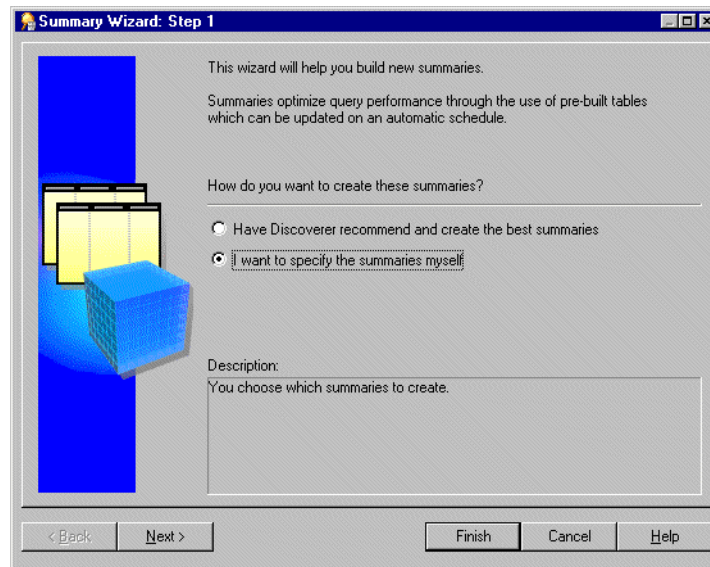 Summary Wizard: Step 1
This wizard will help you build new summaries.
Summaries optimize query performance through the use of pre-built tables
which can be updated on an automatic schedule.
How do you want to create these summaries?
Have Discoverer recommend and create the best summaries
I want to specify the summaries myself
Description:
You choose which summaries to create.
< Back Next > Finish Cancel Help